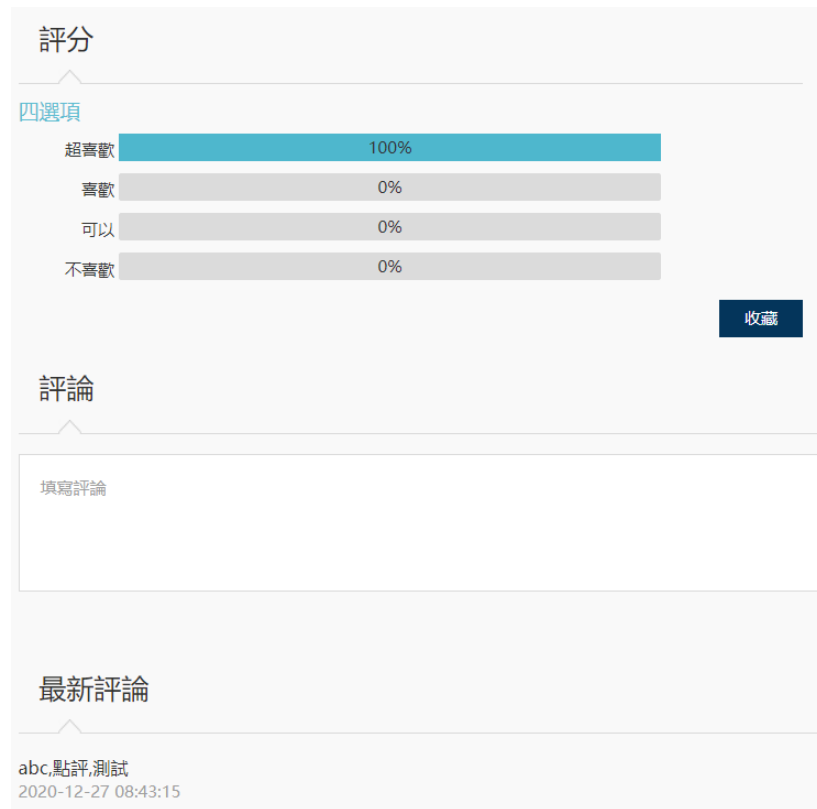 評分
四選項
超喜歡 100%
喜歡 0%
可以 0%
不喜歡 0%
收藏
評論
填寫評論
最新評論
abc,點評,測試
2020-12-27 08:43:15